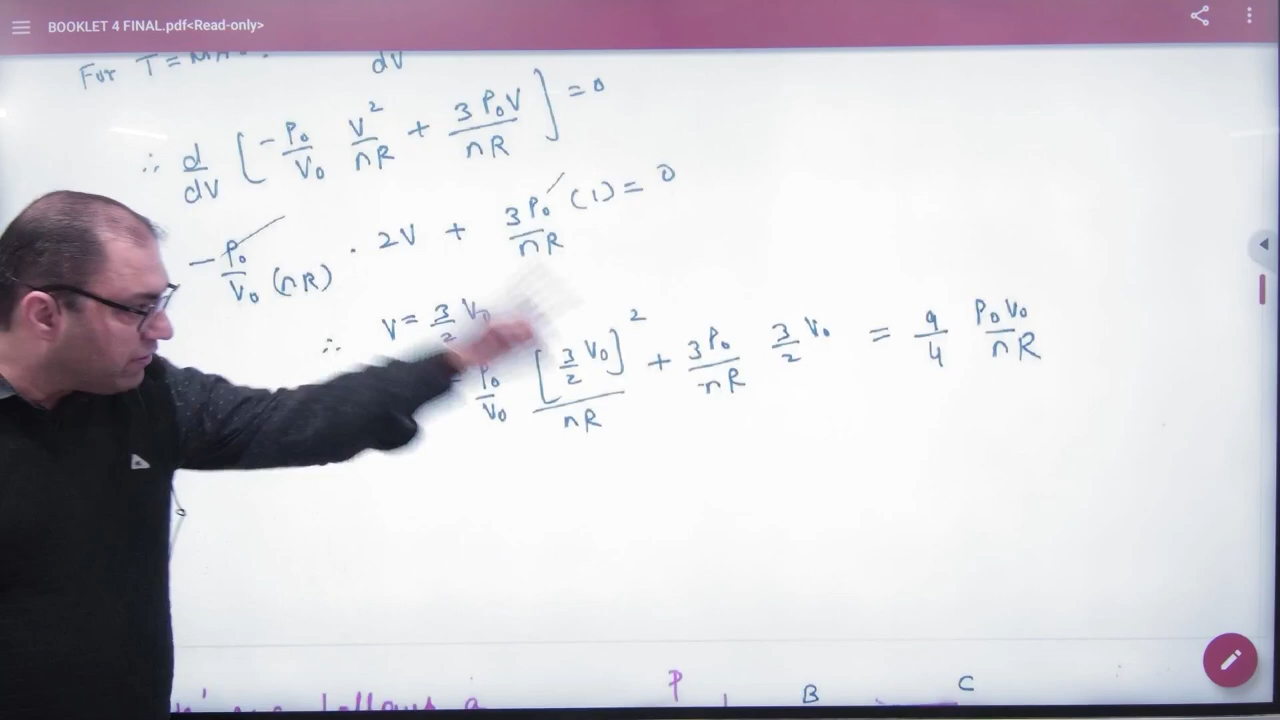 BOOKLET 4 FINAL.pdf<Read-only>
For T =
dV
∴ d/dV [-P₀/V₀ V²/nR + 3P₀V/nR] = 0
-P₀/V₀(nR) · 2V + 3P₀/nR (1) = 0
∴ V = 3/2 V₀
P₀/V₀ [3/2 V₀]²/nR + 3P₀/nR 3/2 V₀ = 9/4 P₀V₀/nR
P B C
follows a